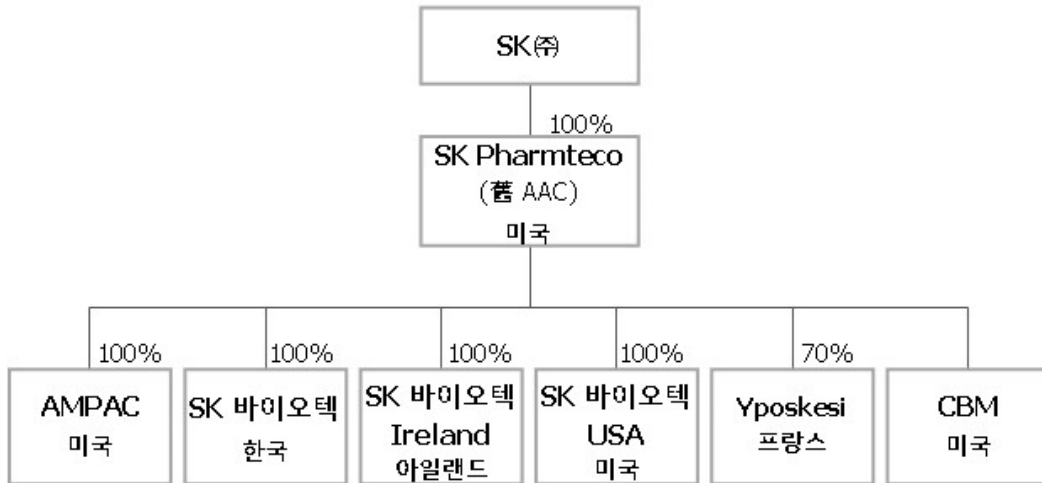 SK㈜
100%
SK Pharmteco
(舊 AAC)
미국
100%
100%
100%
100%
70%
AMPAC
미국
SK 바이오텍
한국
SK 바이오텍
Ireland
아일랜드
SK 바이오텍
USA
미국
Yposkesi
프랑스
CBM
미국